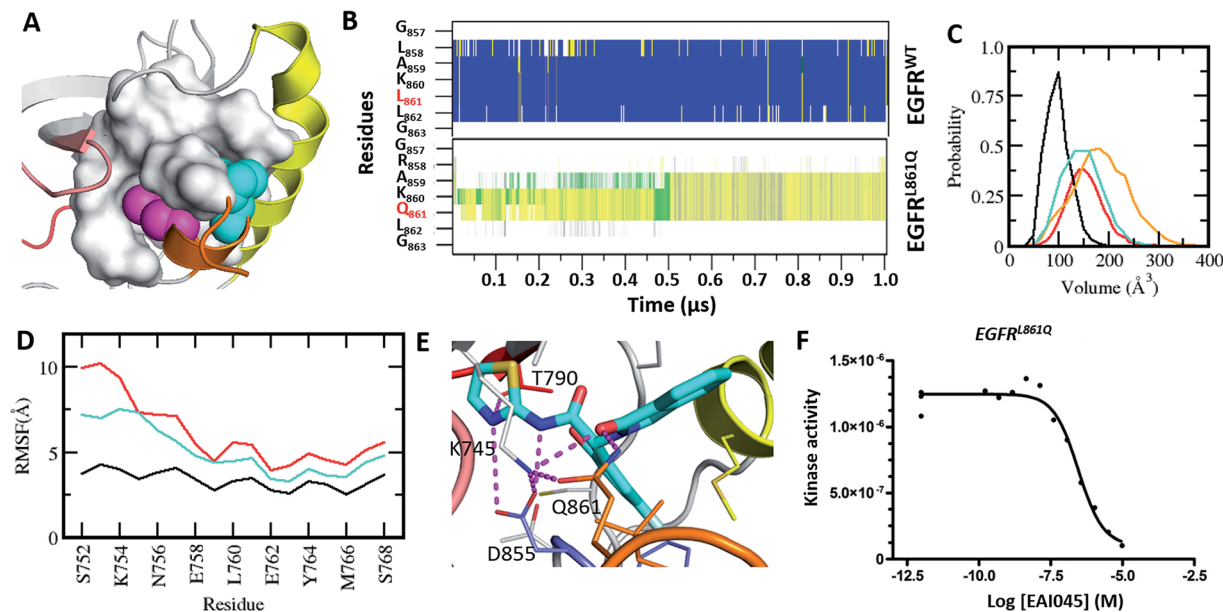 A
B
Residues
G857
L858
A859
K860
L861
L862
G863
G857
R858
A859
K860
Q861
L862
G863
0.1 0.2 0.3 0.4 0.5 0.6 0.7 0.8 0.9 1.0
Time (µs)
EGFRWT
EGFRL861Q
C
Probability
1.0
0.75
0.5
0.25
0
0 100 200 300 400
Volume (Å3)
D
RMSF(Å)
10
5
0
S752 K754 N756 E758 L760 E762 Y764 M766 S768
Residue
E
T790
K745
Q861
D855
F
EGFRL861Q
Kinase activity
1.5×10-6
1.0×10-6
5.0×10-7
0
-12.5 -10.0 -7.5 -5.0 -2.5
Log [EAI045] (M)